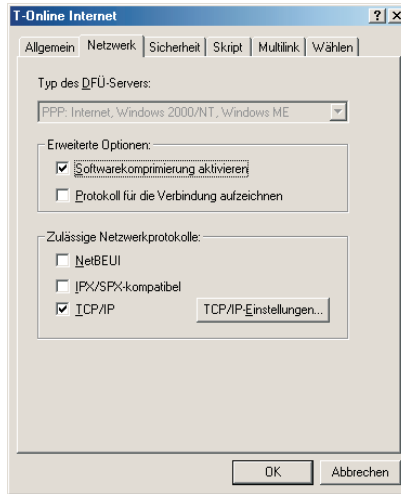 T-Online Internet
Allgemein Netzwerk Sicherheit Skript Multilink Wählen
Typ des DFÜ-Servers:
PPP: Internet, Windows 2000/NT, Windows ME
Erweiterte Optionen:
Softwarekomprimierung aktivieren
Protokoll für die Verbindung aufzeichnen
Zulässige Netzwerkprotokolle:
NetBEUI
IPX/SPX-kompatibel
TCP/IP TCP/IP-Einstellungen...
OK Abbrechen